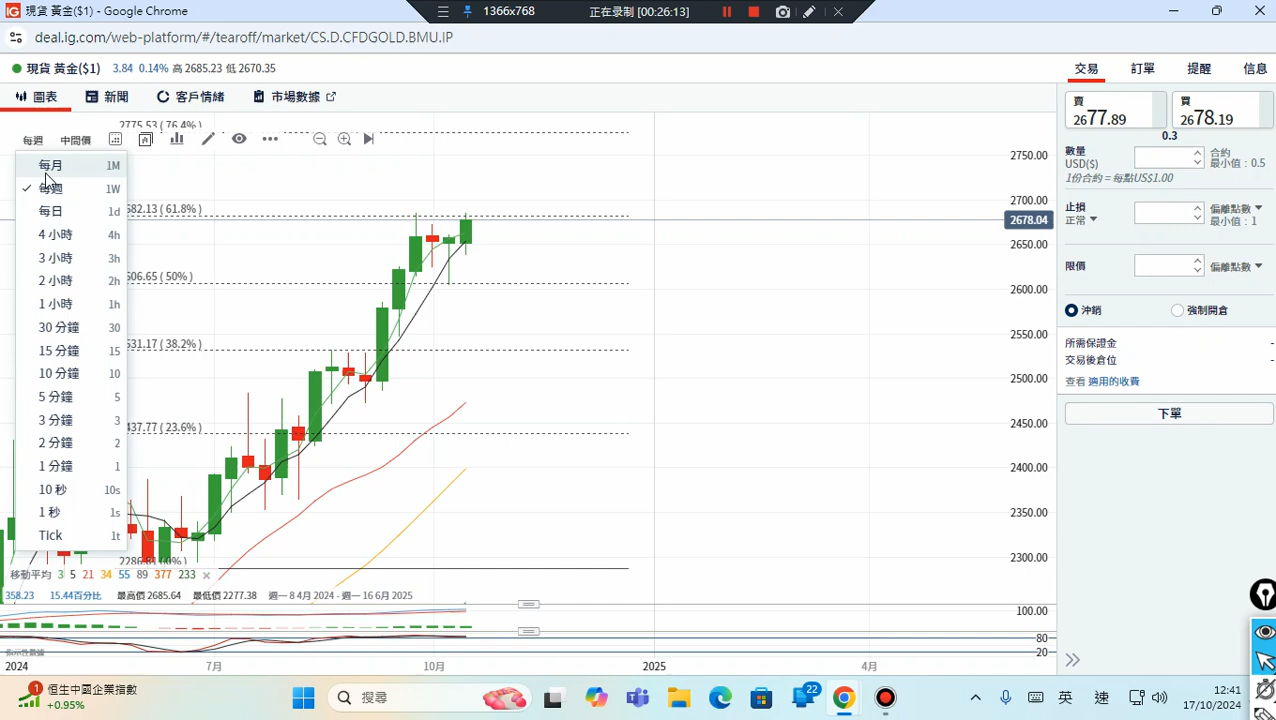 現貨 黃金($1) - Google Chrome
1366x768
正在录制 [00:26:13]
deal.ig.com/web-platform/#/tearoff/market/CS.D.CFDGOLD.BMU.IP
現貨 黃金($1) 3.84 0.14% 高 2685.23 低 2670.35
交易 訂單 提醒 信息
圖表 新聞 客戶情緒 市場數據
每週 中間價
2775.53 (76.4%)
每月 1M
每週 1W
每日 1d
4 小時 4h
3 小時 3h
2 小時 2h
1 小時 1h
30 分鐘 30
15 分鐘 15
10 分鐘 10
5 分鐘 5
3 分鐘 3
2 分鐘 2
1 分鐘 1
10 秒 10s
1 秒 1s
Tick 1t
682.13 (61.8%)
606.65 (50%)
531.17 (38.2%)
437.77 (23.6%)
2286.81 (0%)
2750.00
2700.00
2678.04
2650.00
2600.00
2550.00
2500.00
2450.00
2400.00
2350.00
2300.00
100.00
80
20
移動平均 3 5 21 34 55 89 377 233
358.23 15.44百分比 最高價 2685.64 最低價 2277.38 週一 8 4月 2024 - 週一 16 6月 2025
2024 7月 10月 2025 4月
賣
2677.89
買
2678.19
0.3
數量
USD($)
合約
最小值 : 0.5
1份合約 = 每點US$1.00
止損
正常
偏離點數
最小值 : 1
限價
偏離點數
沖銷
強制開倉
所需保證金 -
交易後倉位 -
查看 適用的收費
下單
1
恒生中國企業指數
+0.95%
搜尋
22
英
速
12:41
17/10/2024